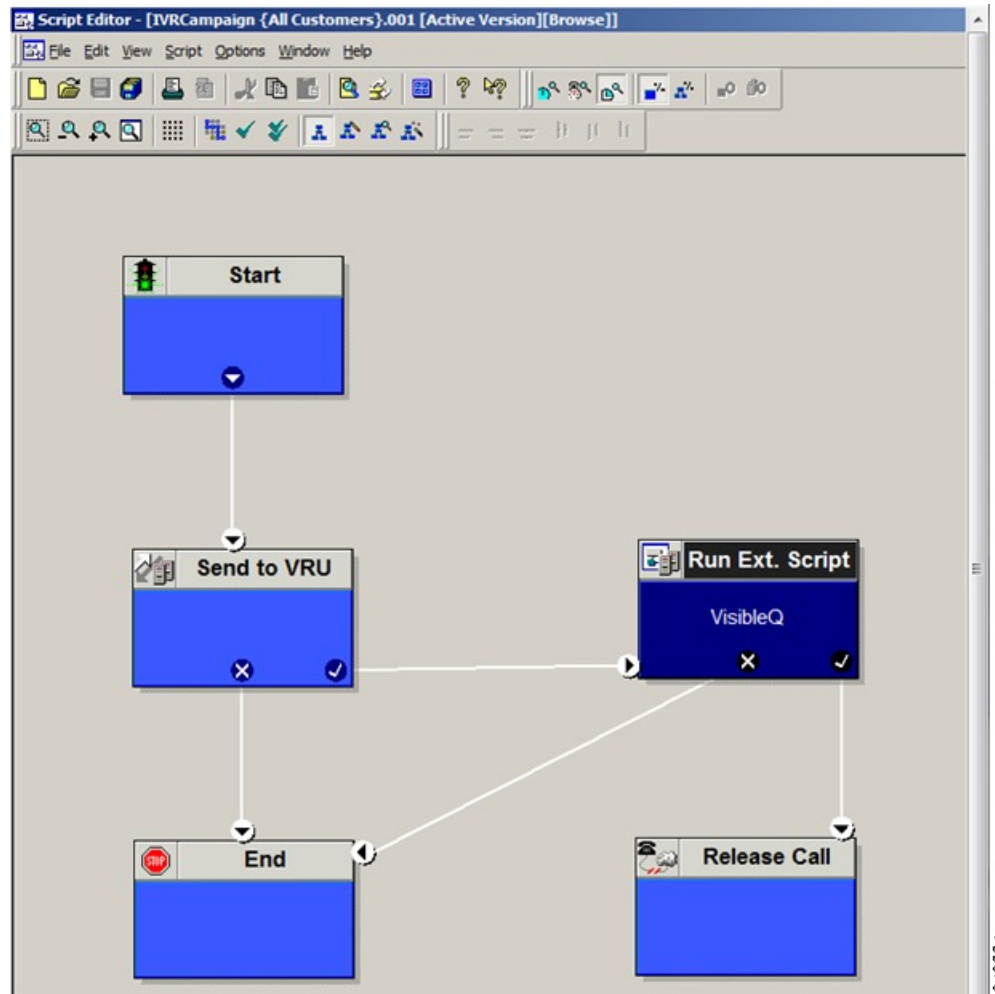 Script Editor - [IVRCampaign {All Customers}.001 [Active Version][Browse]]
File Edit View Script Options Window Help
Start
Send to VRU
Run Ext. Script
VisibleQ
End
STOP
Release Call